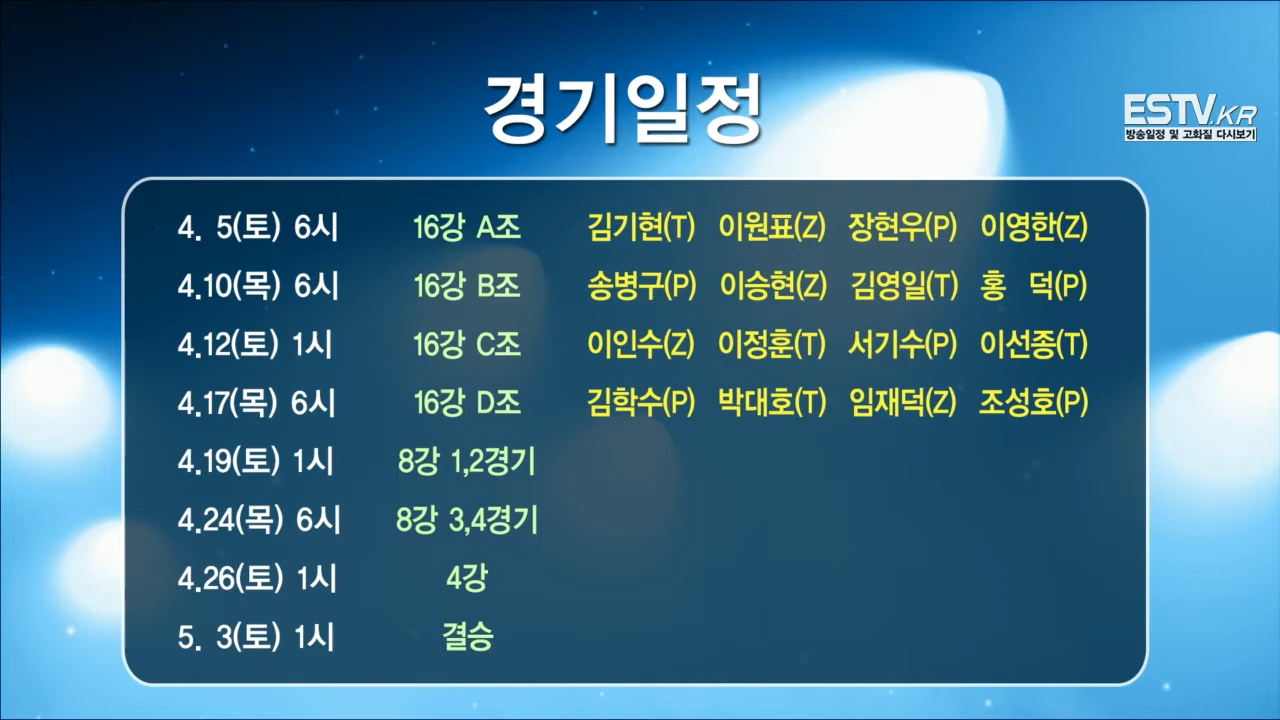 경기일정
ESTV.KR
방송일정 및 고화질 다시보기
4. 5(토) 6시 16강 A조 김기현(T) 이원표(Z) 장현우(P) 이영한(Z)
4.10(목) 6시 16강 B조 송병구(P) 이승현(Z) 김영일(T) 홍 덕(P)
4.12(토) 1시 16강 C조 이인수(Z) 이정훈(T) 서기수(P) 이선종(T)
4.17(목) 6시 16강 D조 김학수(P) 박대호(T) 임재덕(Z) 조성호(P)
4.19(토) 1시 8강 1,2경기
4.24(목) 6시 8강 3,4경기
4.26(토) 1시 4강
5. 3(토) 1시 결승